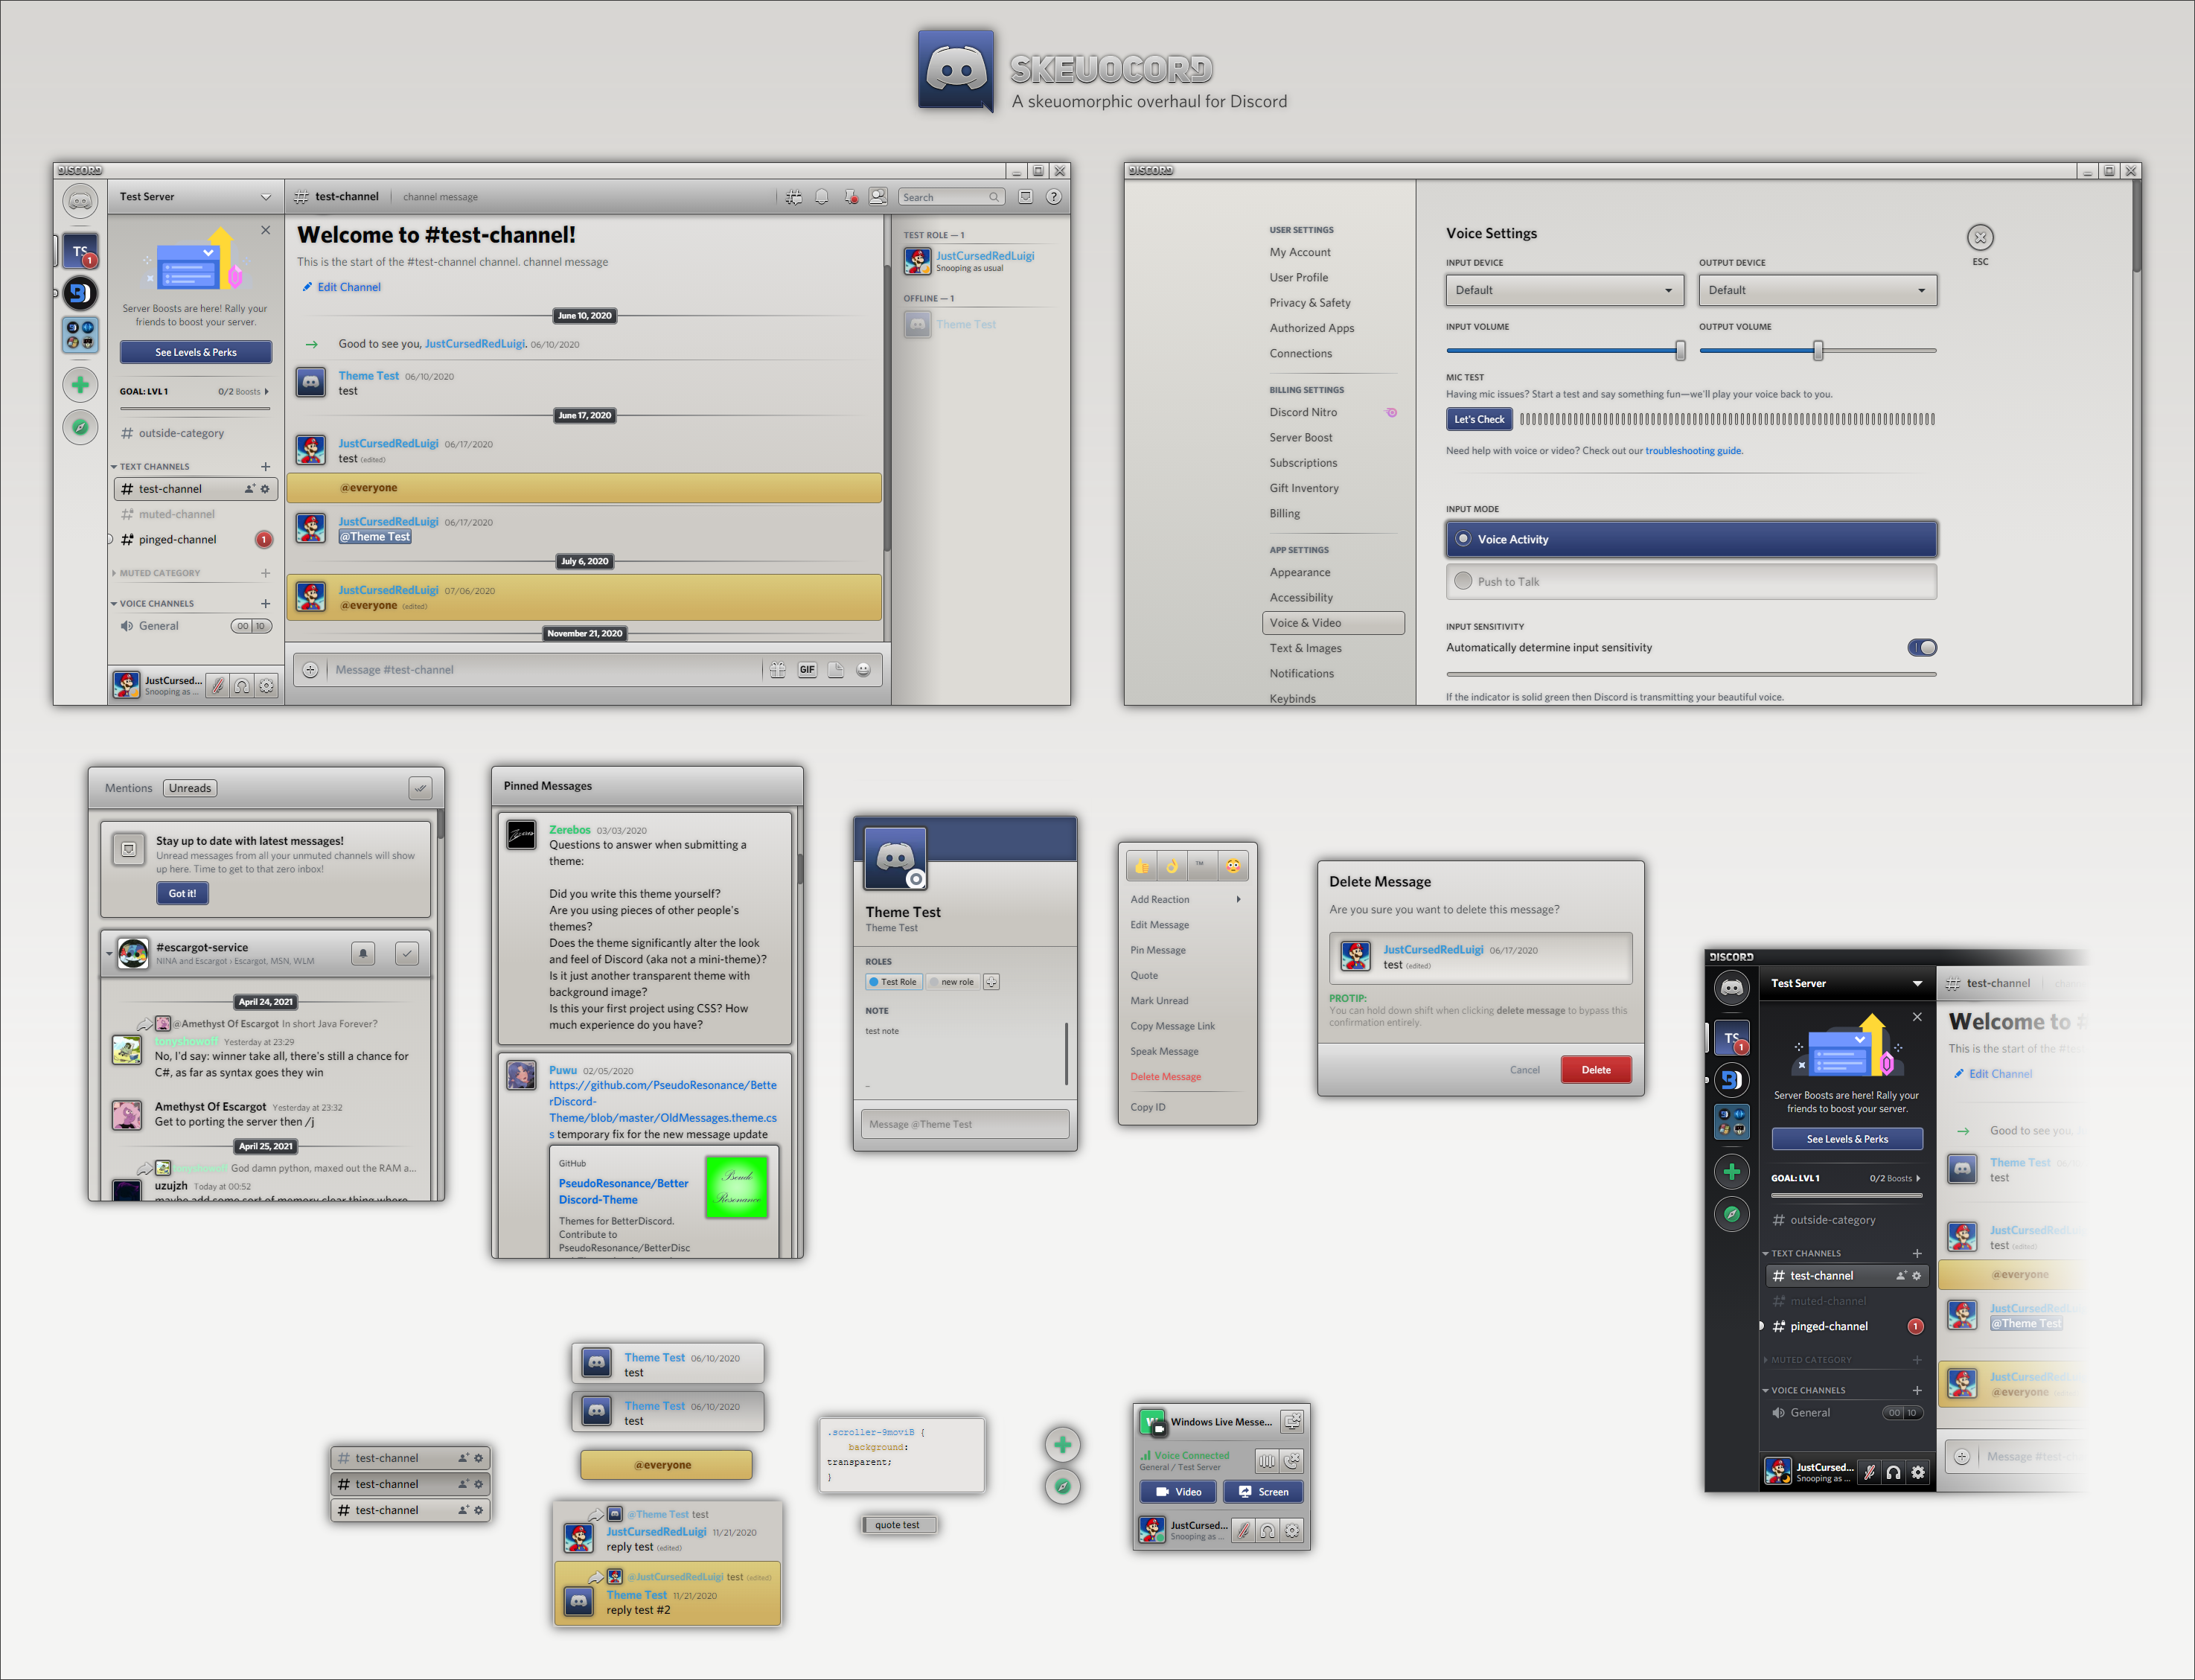 SKEUOCORD
A skeuomorphic overhaul for Discord
DISCORD
Test Server
test-channel
channel message
Search
TS
1
Server Boosts are here! Rally your
friends to boost your server.
See Levels & Perks
GOAL: LVL 1
0/2 Boosts
outside-category
TEXT CHANNELS
test-channel
muted-channel
pinged-channel
1
MUTED CATEGORY
VOICE CHANNELS
General
00 10
JustCursed...
Snooping as ...
Welcome to #test-channel!
This is the start of the #test-channel channel. channel message
Edit Channel
June 10, 2020
Good to see you, JustCursedRedLuigi. 06/10/2020
Theme Test 06/10/2020
test
June 17, 2020
JustCursedRedLuigi 06/17/2020
test (edited)
@everyone
JustCursedRedLuigi 06/17/2020
@Theme Test
July 6, 2020
JustCursedRedLuigi 07/06/2020
@everyone (edited)
November 21, 2020
Message #test-channel
GIF
TEST ROLE — 1
JustCursedRedLuigi
Snooping as usual
OFFLINE — 1
Theme Test
DISCORD
USER SETTINGS
My Account
User Profile
Privacy & Safety
Authorized Apps
Connections
BILLING SETTINGS
Discord Nitro
Server Boost
Subscriptions
Gift Inventory
Billing
APP SETTINGS
Appearance
Accessibility
Voice & Video
Text & Images
Notifications
Keybinds
Voice Settings
ESC
INPUT DEVICE
OUTPUT DEVICE
Default
Default
INPUT VOLUME
OUTPUT VOLUME
MIC TEST
Having mic issues? Start a test and say something fun—we'll play your voice back to you.
Let's Check
Need help with voice or video? Check out our troubleshooting guide.
INPUT MODE
Voice Activity
Push to Talk
INPUT SENSITIVITY
Automatically determine input sensitivity
If the indicator is solid green then Discord is transmitting your beautiful voice.
Mentions
Unreads
Stay up to date with latest messages!
Unread messages from all your unmuted channels will show
up here. Time to get to that zero inbox!
Got it!
#escargot-service
NINA and Escargot › Escargot, MSN, WLM
April 24, 2021
@Amethyst Of Escargot In short Java Forever?
tonyshowoff Yesterday at 23:29
No, I'd say: winner take all, there's still a chance for
C#, as far as syntax goes they win
Amethyst Of Escargot Yesterday at 23:32
Get to porting the server then /j
April 25, 2021
God damn python, maxed out the RAM a...
uzujzh Today at 00:52
maybe add some sort of memory clear thing where
Pinned Messages
Zerebos 03/03/2020
Questions to answer when submitting a
theme:
Did you write this theme yourself?
Are you using pieces of other people's
themes?
Does the theme significantly alter the look
and feel of Discord (aka not a mini-theme)?
Is it just another transparent theme with
background image?
Is this your first project using CSS? How
much experience do you have?
Puwu 02/05/2020
https://github.com/PseudoResonance/Bette
rDiscord-
Theme/blob/master/OldMessages.theme.cs
s temporary fix for the new message update
GitHub
PseudoResonance/Better
Discord-Theme
Pseudo
Resonance
Themes for BetterDiscord.
Contribute to
PseudoResonance/BetterDisc
Theme Test
Theme Test
ROLES
Test Role
new role
NOTE
test note
Message @Theme Test
TM
Add Reaction
Edit Message
Pin Message
Quote
Mark Unread
Copy Message Link
Speak Message
Delete Message
Copy ID
Delete Message
Are you sure you want to delete this message?
JustCursedRedLuigi 06/17/2020
test (edited)
PROTIP:
You can hold down shift when clicking delete message to bypass this
confirmation entirely.
Cancel
Delete
DISCORD
Test Server
test-channel
TS
1
Server Boosts are here! Rally your
friends to boost your server.
See Levels & Perks
GOAL: LVL 1
0/2 Boosts
outside-category
TEXT CHANNELS
test-channel
muted-channel
pinged-channel
1
MUTED CATEGORY
VOICE CHANNELS
General
00 10
JustCursed...
Snooping as ...
Welcome to #
This is the start of the #tes
Edit Channel
Good to see you,
Theme Test
test
JustCursedRedLu
test (edited)
@everyone
JustCursedRedLu
@Theme Test
JustCursedRedLu
@everyone
Message #test-ch
Theme Test 06/10/2020
test
Theme Test 06/10/2020
test
@everyone
test-channel
test-channel
test-channel
@Theme Test test
JustCursedRedLuigi 11/21/2020
reply test (edited)
@JustCursedRedLuigi test (edited)
Theme Test 11/21/2020
reply test #2
.scroller-9moviB {
background:
transparent;
}
quote test
W
Windows Live Messe...
Voice Connected
General / Test Server
Video
Screen
JustCursed...
Snooping as ...